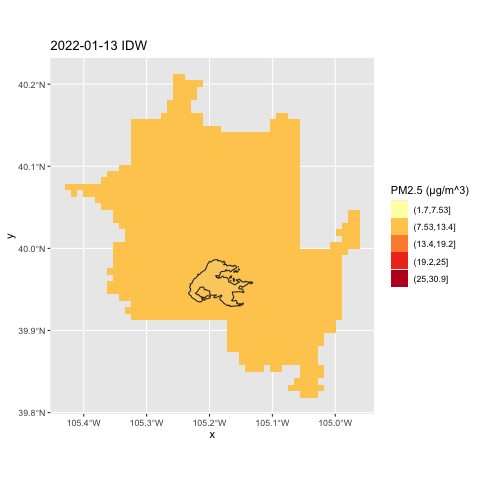 2022-01-13 IDW
40.2°N
40.1°N
40.0°N
39.9°N
39.8°N
y
105.4°W
105.3°W
105.2°W
105.1°W
105.0°W
x
PM2.5 (μg/m^3)
(1.7,7.53]
(7.53,13.4]
(13.4,19.2]
(19.2,25]
(25,30.9]